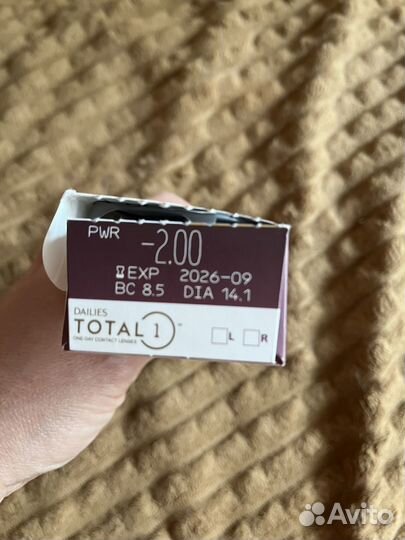 PWR -2.00
EXP 2026-09
BC 8.5 DIA 14.1
DAILIES
TOTAL 1™
ONE-DAY CONTACT LENSES
L R
Avito